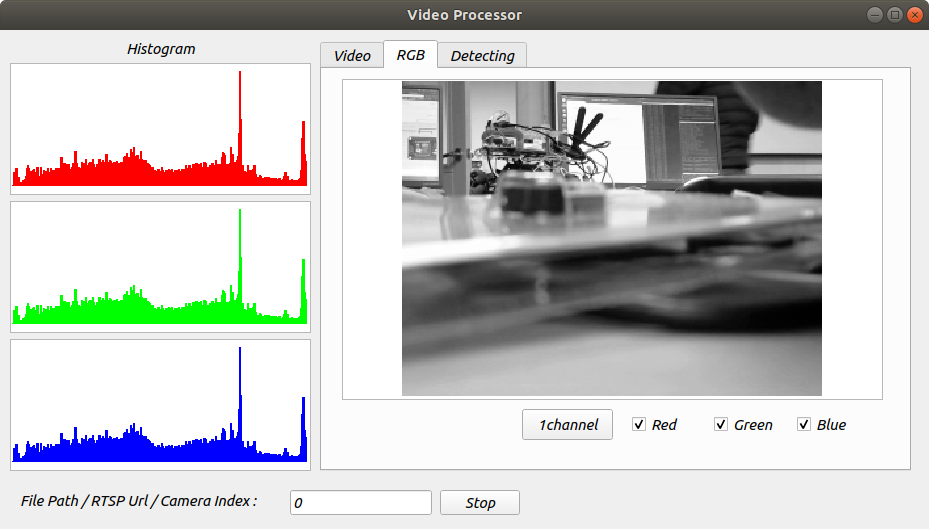 Video Processor
Histogram
Video RGB Detecting
1channel Red Green Blue
File Path / RTSP Url / Camera Index : 0 Stop